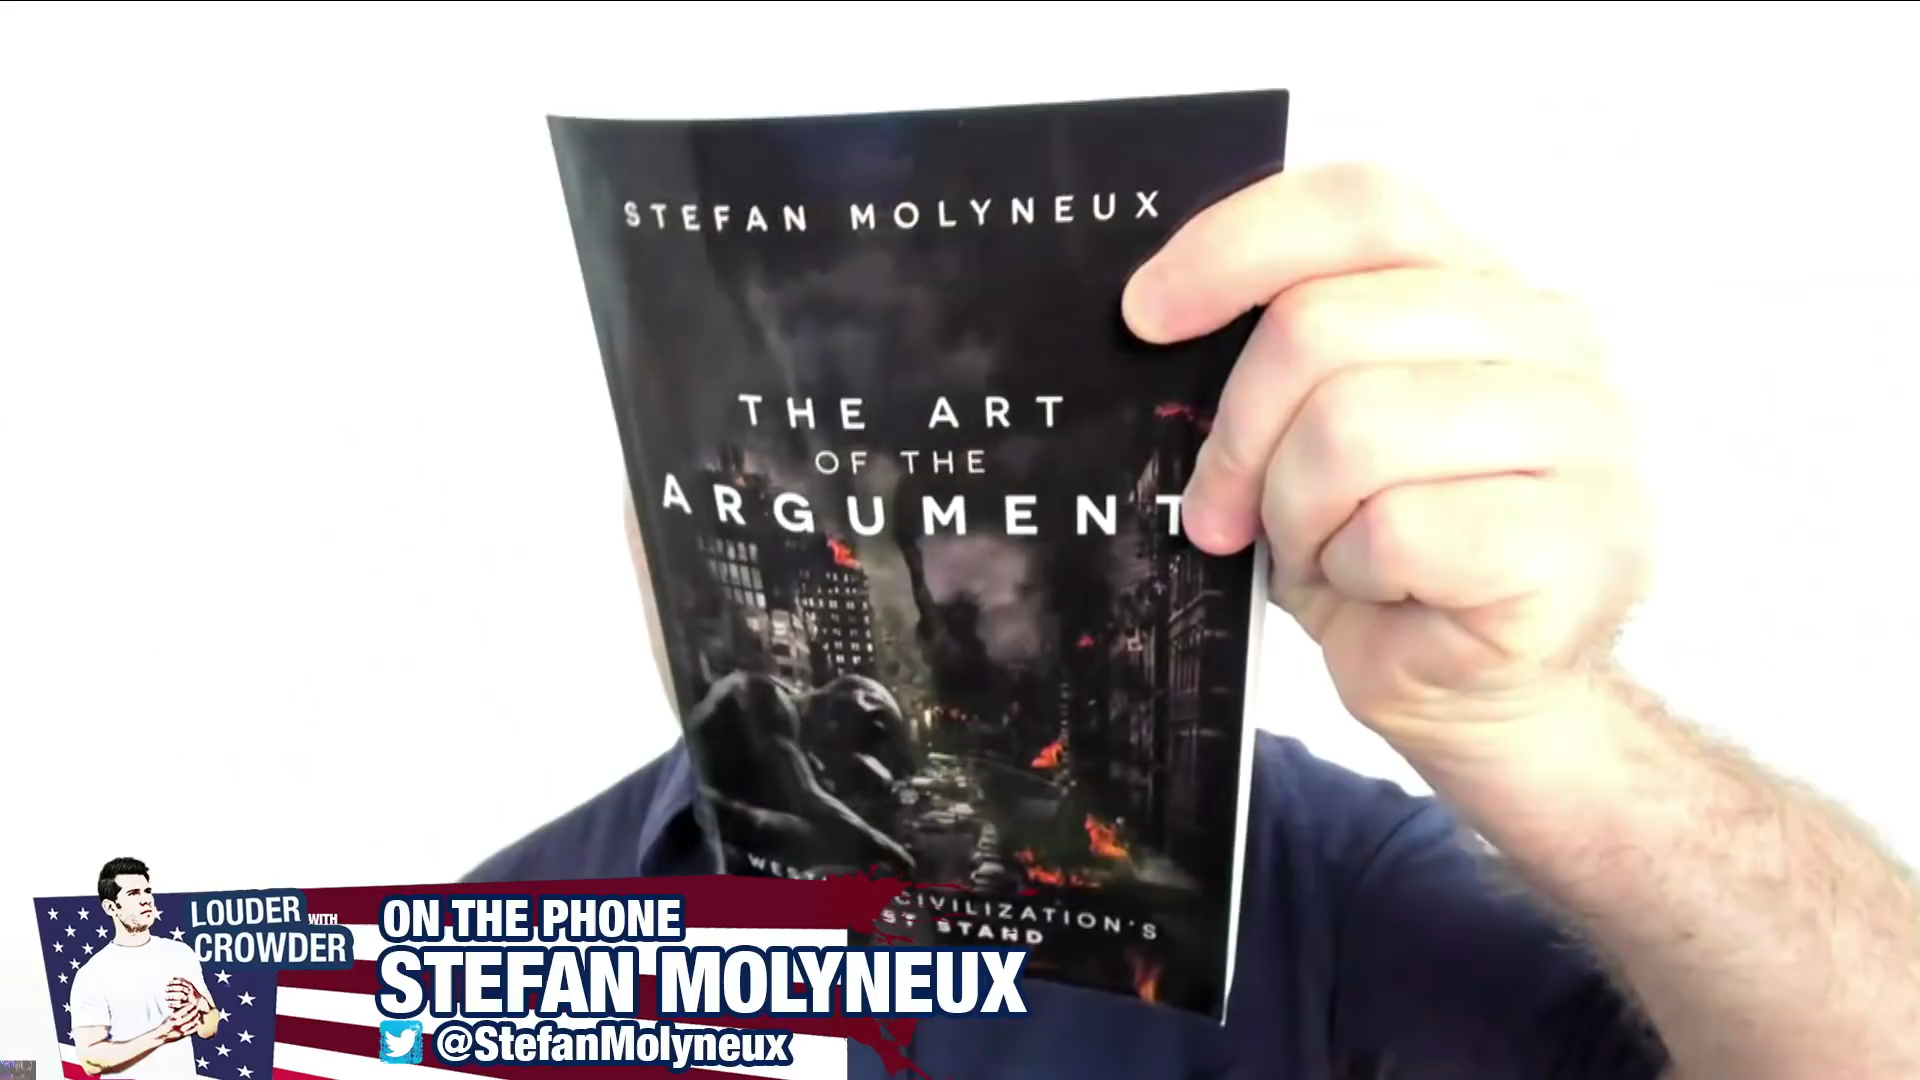 STEFAN MOLYNEUX
THE ART
OF THE
ARGUMENT
CIVILIZATION'S
STAND
LOUDER WITH
CROWDER
ON THE PHONE
STEFAN MOLYNEUX
@StefanMolyneux